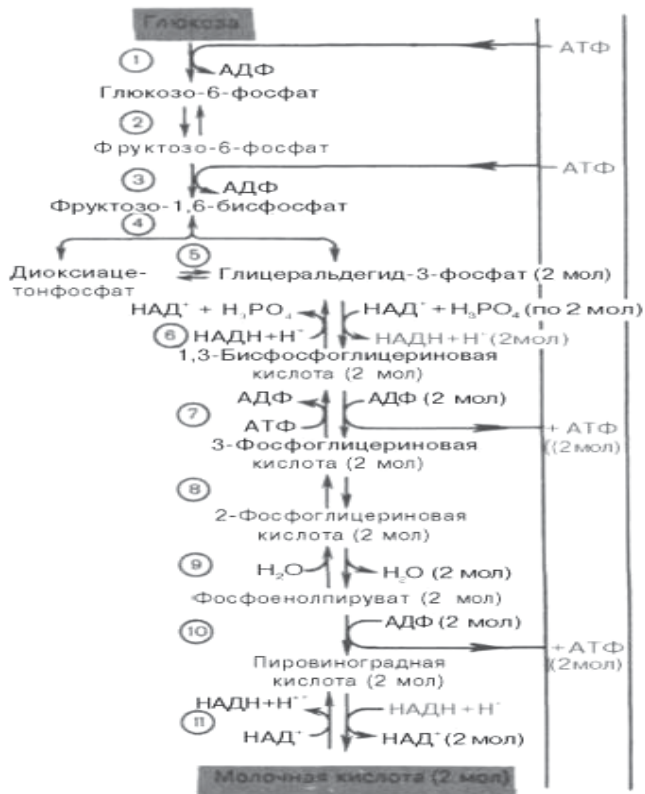 Глюкоза
1
АТФ
АДФ
Глюкозо-6-фосфат
2
Фруктозо-6-фосфат
3
АТФ
АДФ
Фруктозо-1,6-бисфосфат
4
5
Диоксиаце-
тонфосфат
Глицеральдегид-3-фосфат (2 мол)
НАД⁺ + H₃PO₄
НАД⁺ + H₃PO₄ (по 2 мол)
6
НАДН+Н⁺
НАДН + Н⁺ (2мол)
1,3-Бисфосфоглицериновая
кислота (2 мол)
АДФ
АДФ (2 мол)
7
АТФ
+ АТФ
((2мол)
3-Фосфоглицериновая
кислота (2 мол)
8
2-Фосфоглицериновая
кислота (2 мол)
9
H₂O
H₂O (2 мол)
Фосфоенолпируват (2 мол)
10
АДФ (2 мол)
+АТФ
(2мол)
Пировиноградная
кислота (2 мол)
НАДН+Н⁺
НАДН + Н⁺
11
НАД⁺
НАД⁺ (2 мол)
Молочная кислота (2 мол)